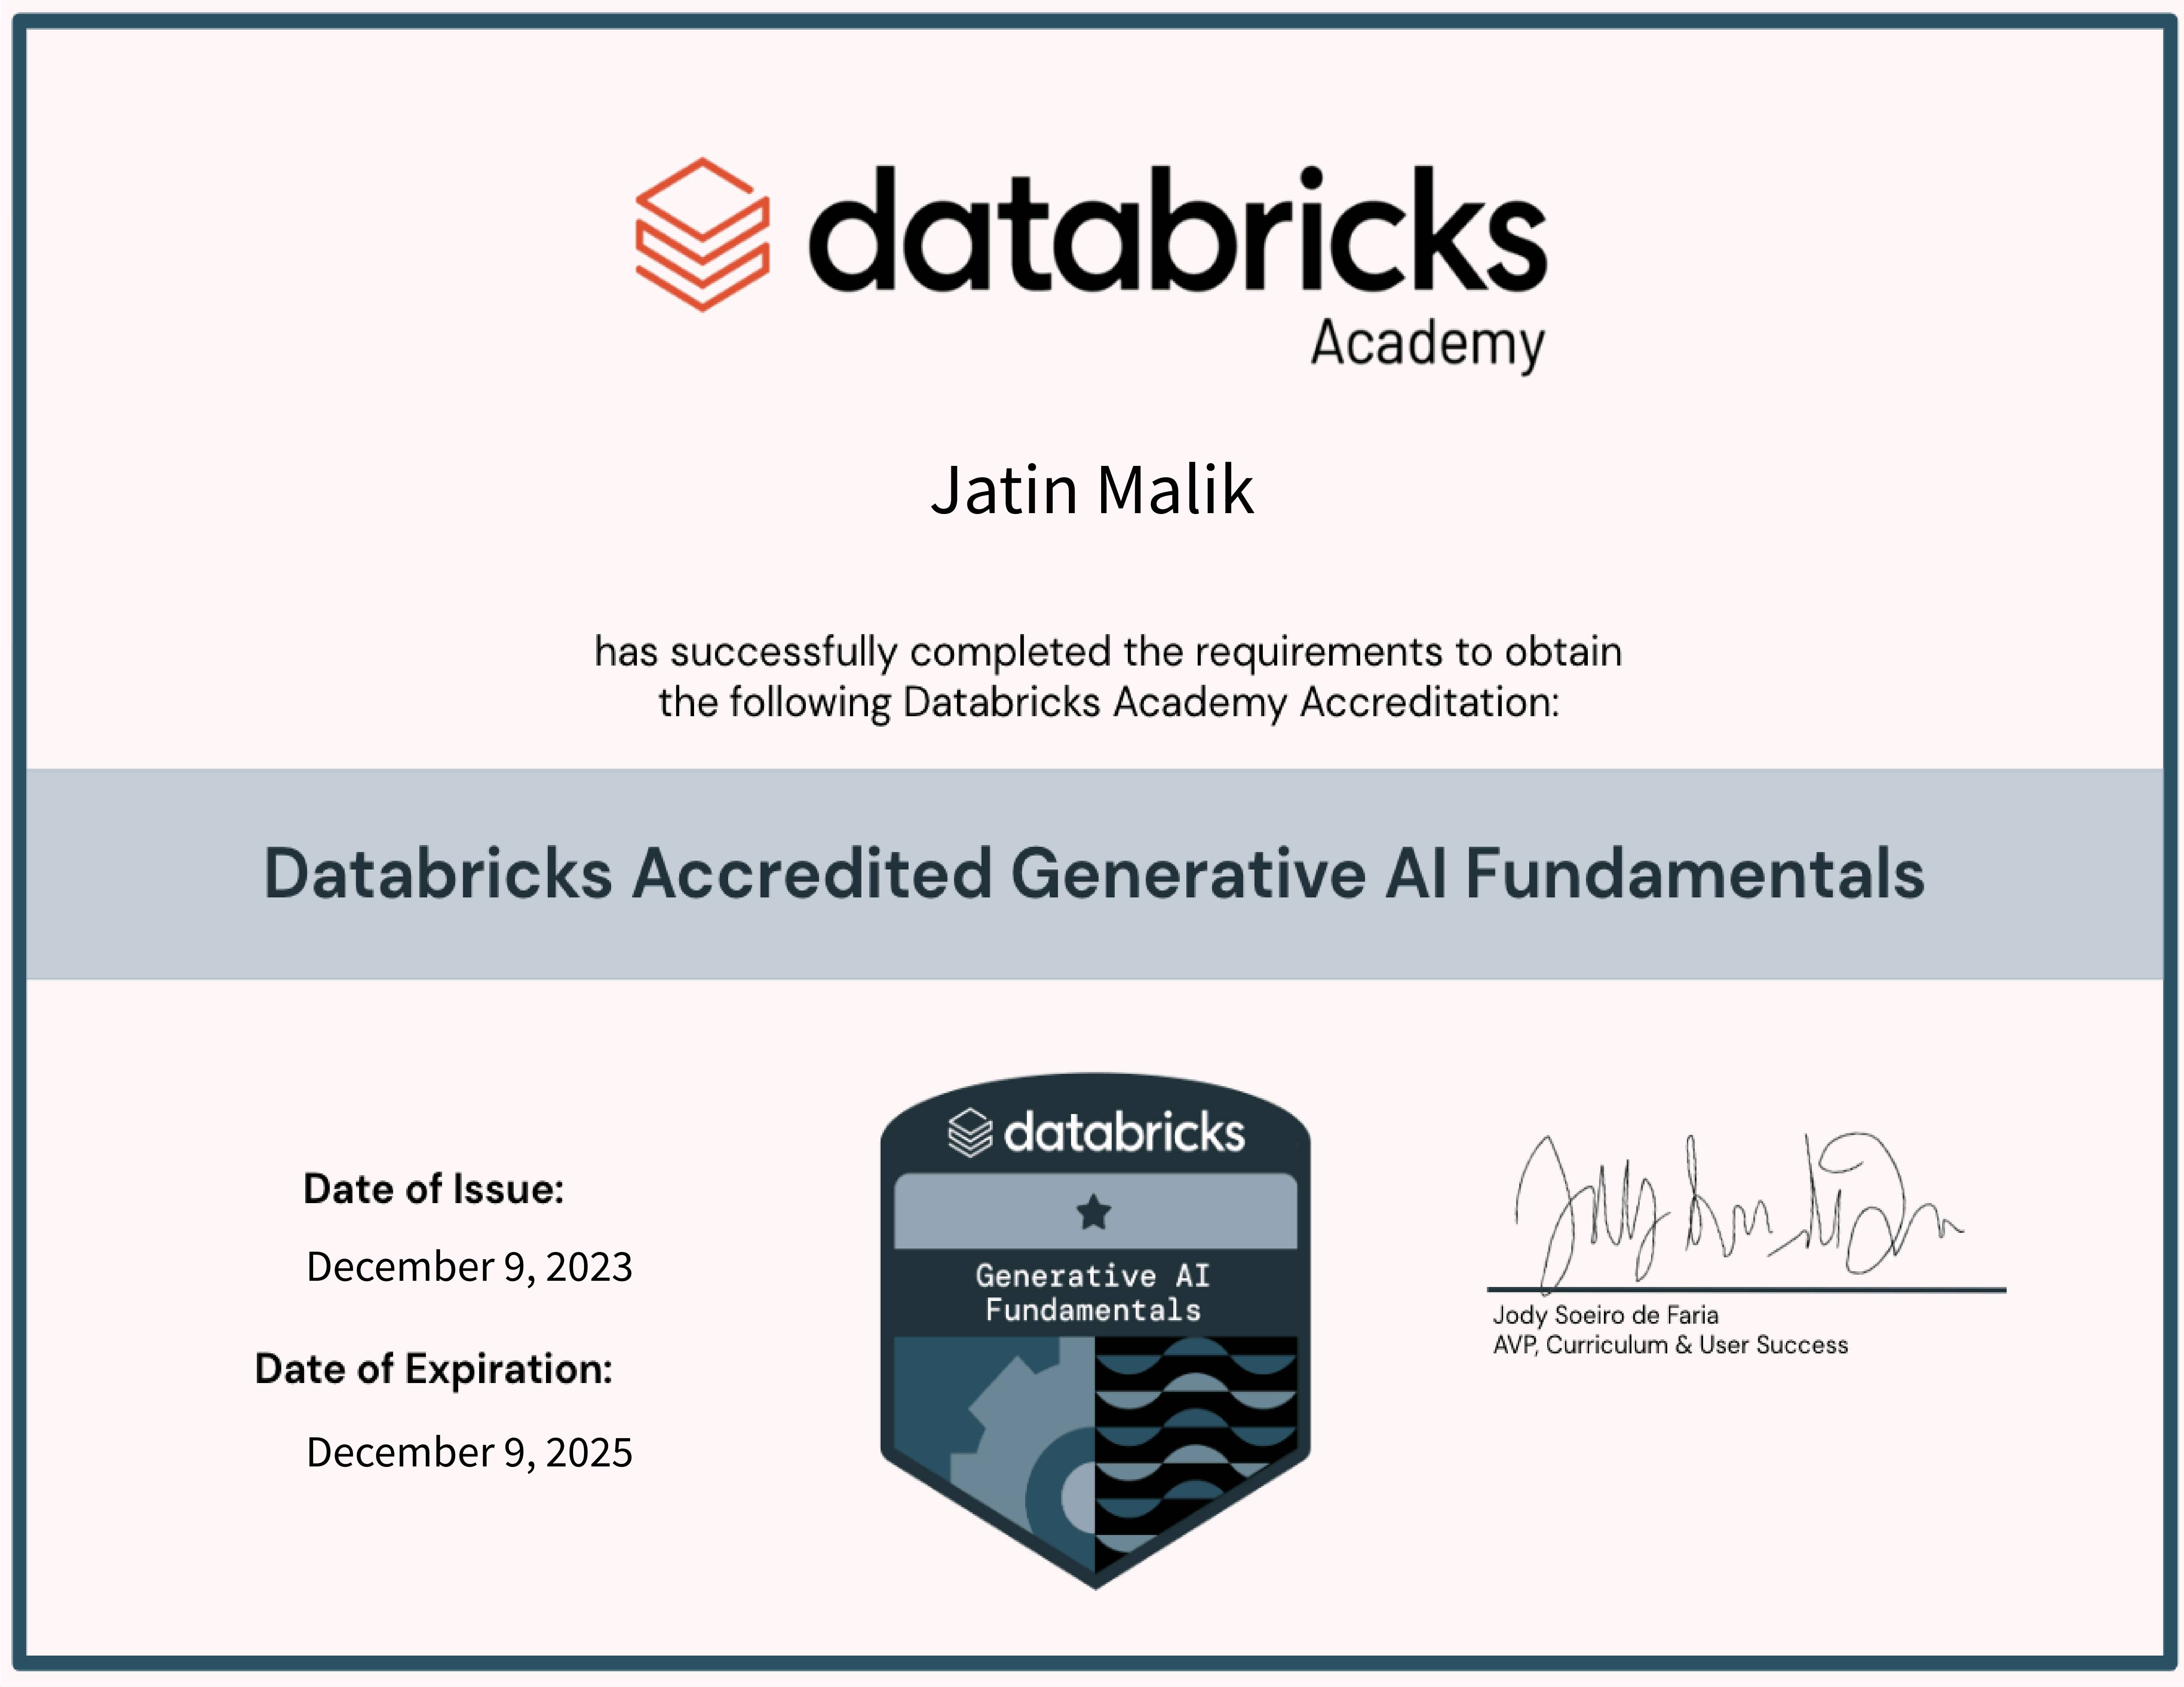 databricks
Academy
Jatin Malik
has successfully completed the requirements to obtain
the following Databricks Academy Accreditation:
Databricks Accredited Generative AI Fundamentals
Date of Issue:
December 9, 2023
Date of Expiration:
December 9, 2025
databricks
Generative AI
Fundamentals
Jody Soeiro de Faria
AVP, Curriculum & User Success